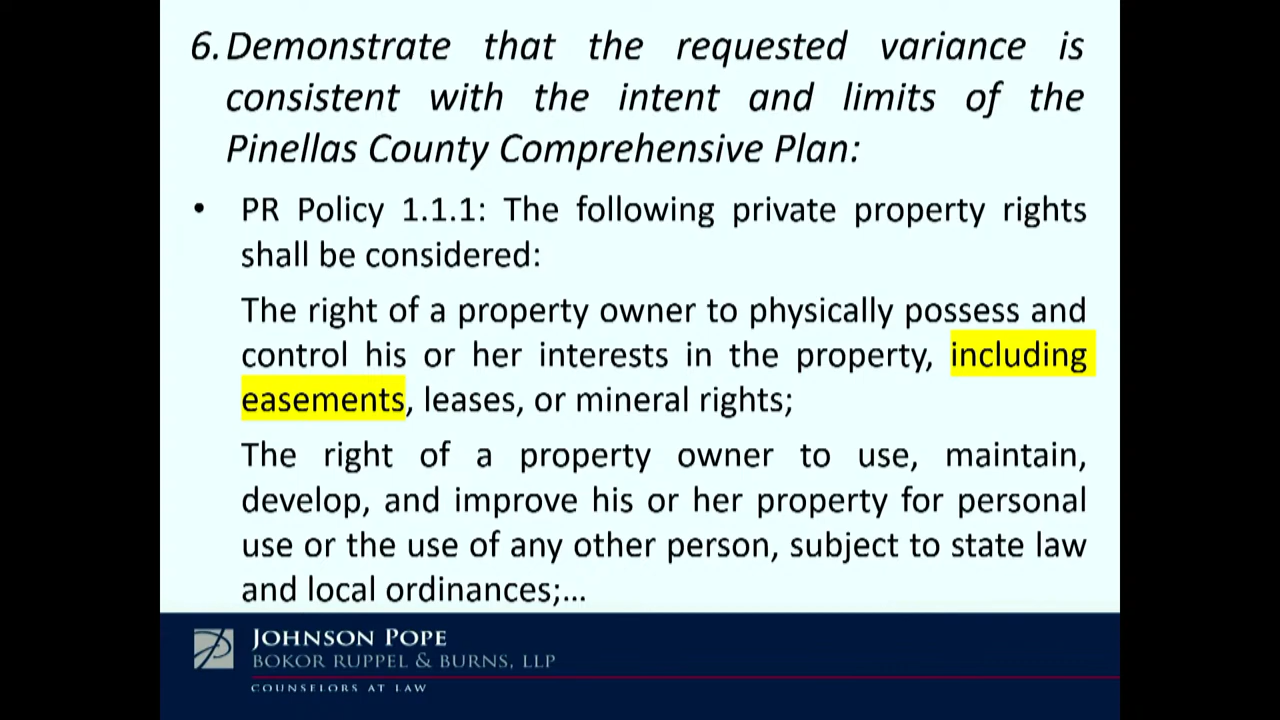 6. Demonstrate that the requested variance is
consistent with the intent and limits of the
Pinellas County Comprehensive Plan:
• PR Policy 1.1.1: The following private property rights
shall be considered:
The right of a property owner to physically possess and
control his or her interests in the property, including
easements, leases, or mineral rights;
The right of a property owner to use, maintain,
develop, and improve his or her property for personal
use or the use of any other person, subject to state law
and local ordinances;...
JOHNSON POPE
BOKOR RUPPEL & BURNS, LLP
COUNSELORS AT LAW